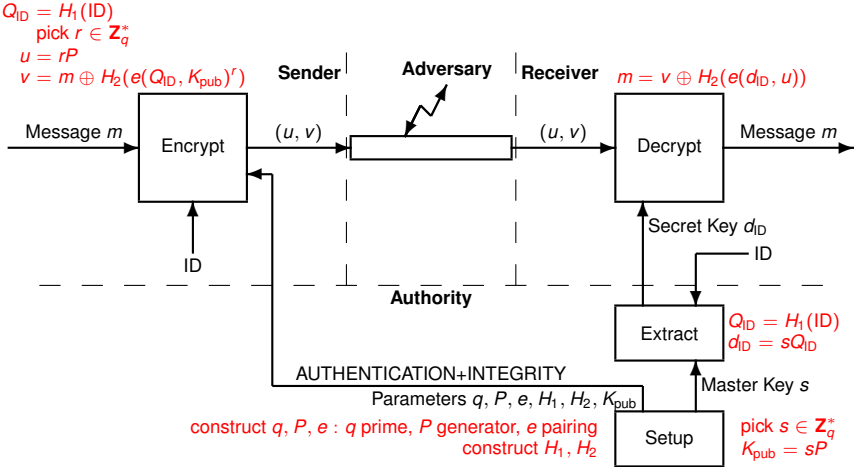 Q_ID = H_1(ID)
pick r ∈ Z_q^*
u = rP
v = m ⊕ H_2(e(Q_ID, K_pub)^r)
Sender
Adversary
Receiver
m = v ⊕ H_2(e(d_ID, u))
Message m
Encrypt
(u, v)
(u, v)
Decrypt
Message m
Secret Key d_ID
ID
ID
Authority
Extract
Q_ID = H_1(ID)
d_ID = sQ_ID
AUTHENTICATION+INTEGRITY
Master Key s
Parameters q, P, e, H_1, H_2, K_pub
construct q, P, e : q prime, P generator, e pairing
construct H_1, H_2
Setup
pick s ∈ Z_q^*
K_pub = sP